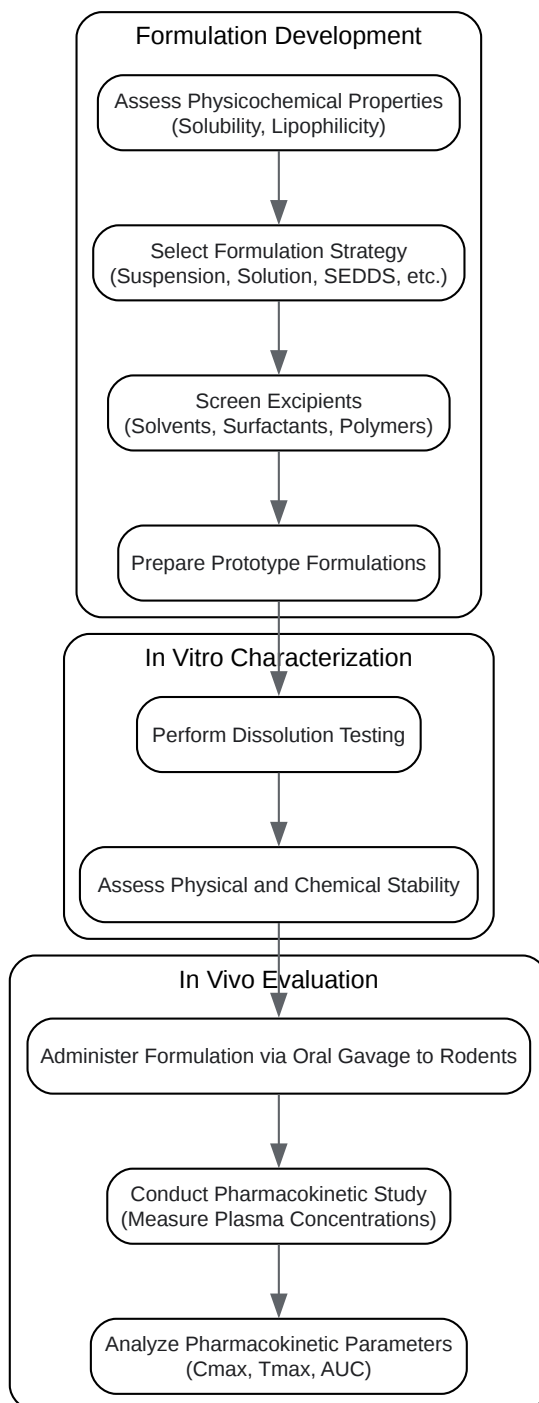 Formulation Development
Assess Physicochemical Properties
(Solubility, Lipophilicity)
Select Formulation Strategy
(Suspension, Solution, SEDDS, etc.)
Screen Excipients
(Solvents, Surfactants, Polymers)
Prepare Prototype Formulations
In Vitro Characterization
Perform Dissolution Testing
Assess Physical and Chemical Stability
In Vivo Evaluation
Administer Formulation via Oral Gavage to Rodents
Conduct Pharmacokinetic Study
(Measure Plasma Concentrations)
Analyze Pharmacokinetic Parameters
(Cmax, Tmax, AUC)